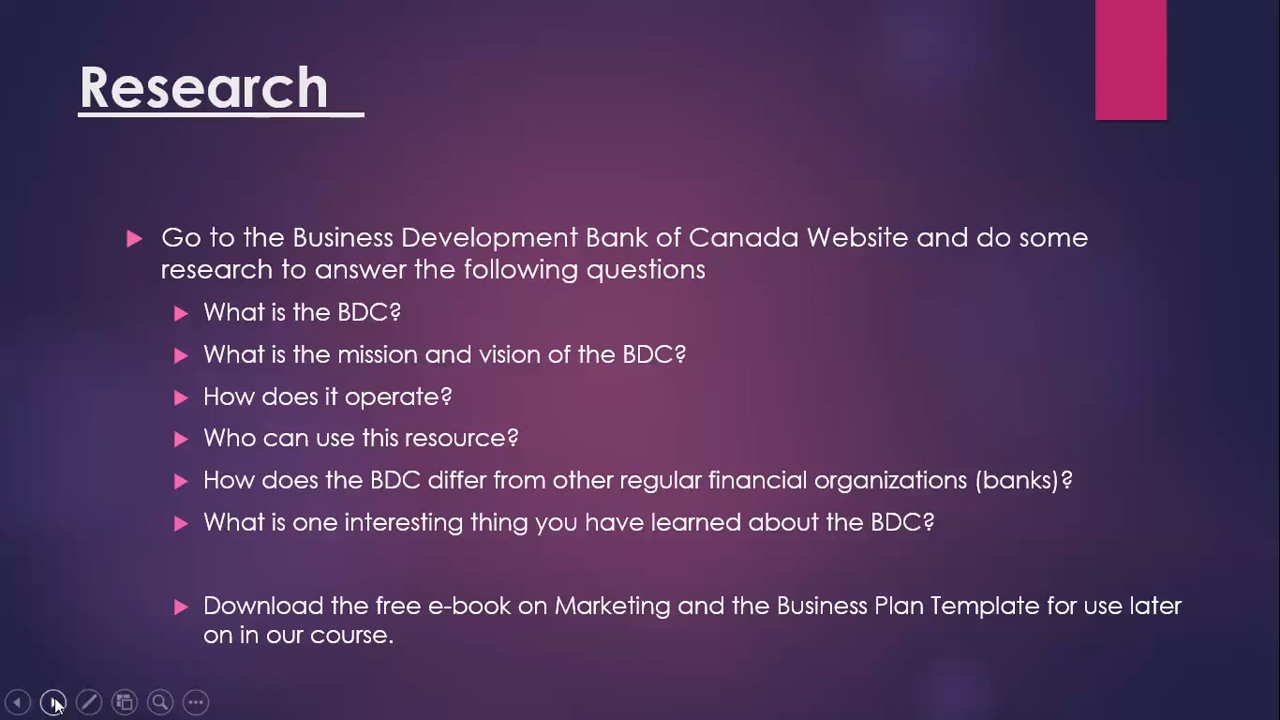 Research
Go to the Business Development Bank of Canada Website and do some
research to answer the following questions
What is the BDC?
What is the mission and vision of the BDC?
How does it operate?
Who can use this resource?
How does the BDC differ from other regular financial organizations (banks)?
What is one interesting thing you have learned about the BDC?
Download the free e-book on Marketing and the Business Plan Template for use later
on in our course.